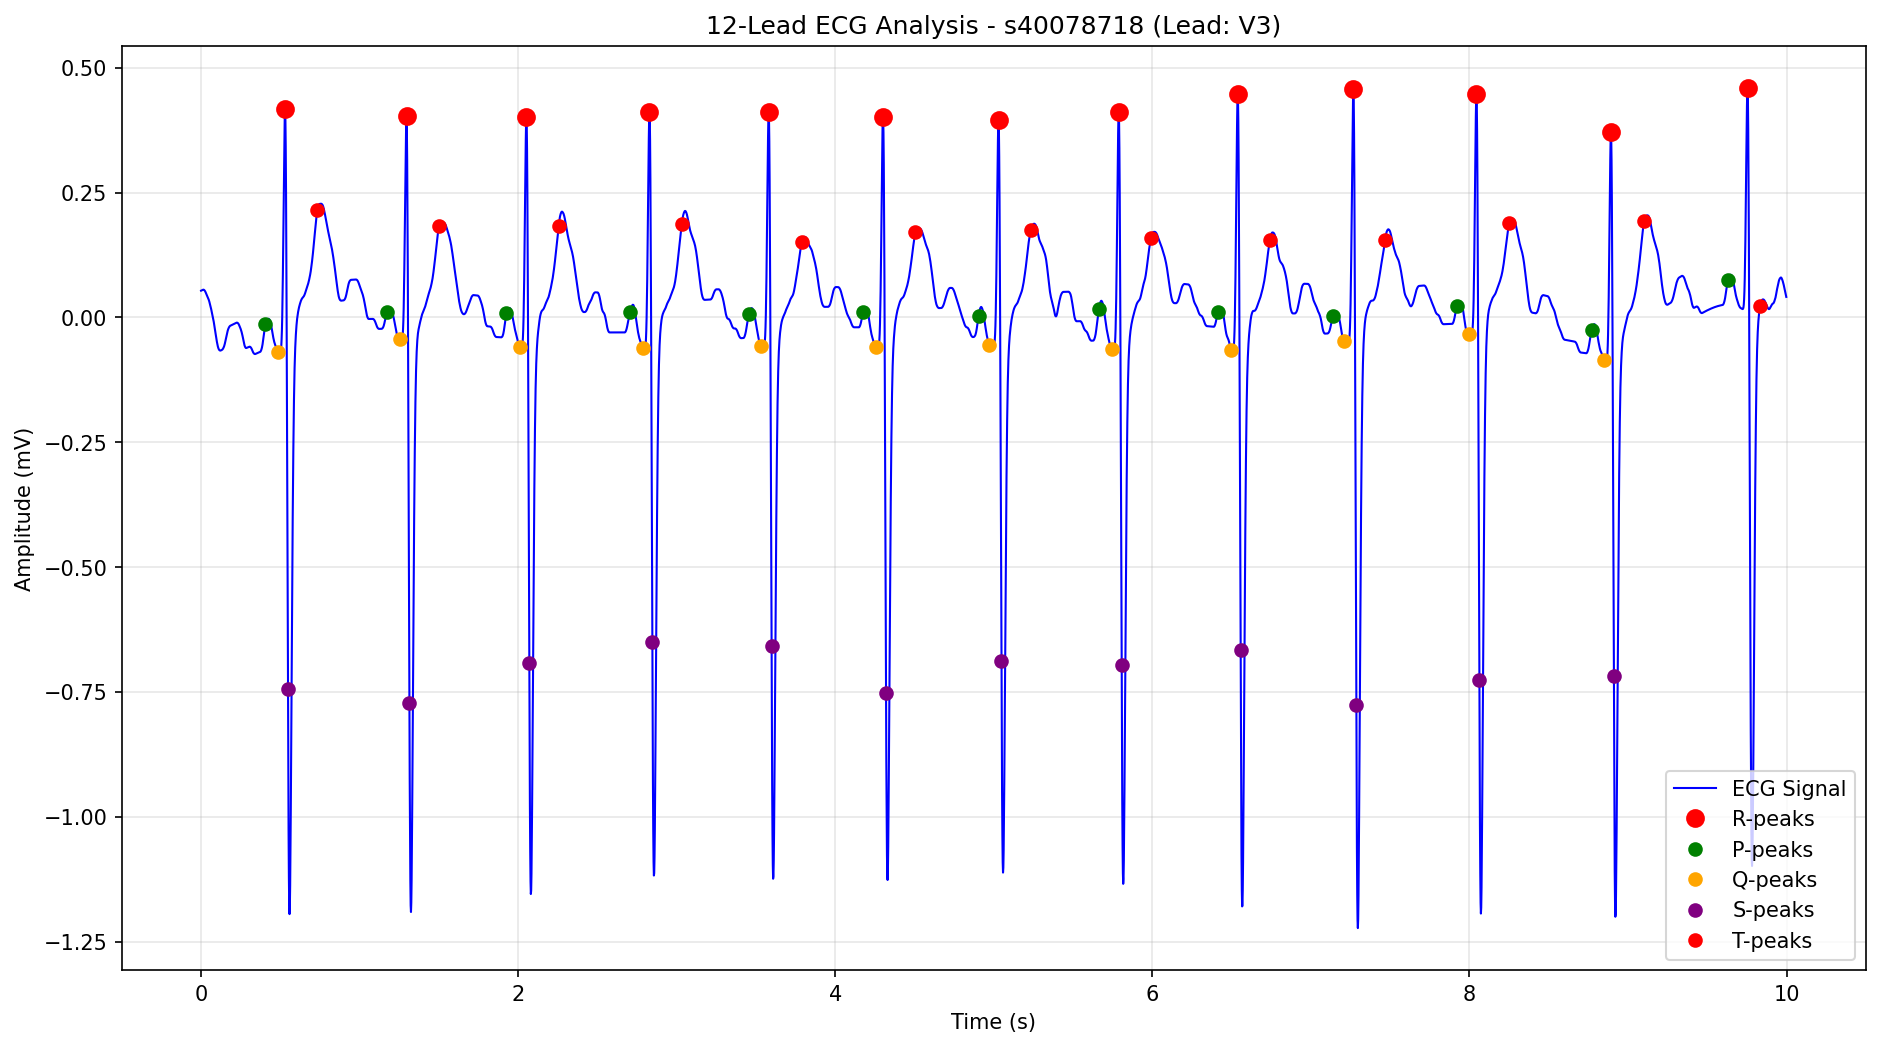 12-Lead ECG Analysis - s40078718 (Lead: V3)
Amplitude (mV)
0.50
0.25
0.00
−0.25
−0.50
−0.75
−1.00
−1.25
0 2 4 6 8 10
Time (s)
ECG Signal
R-peaks
P-peaks
Q-peaks
S-peaks
T-peaks